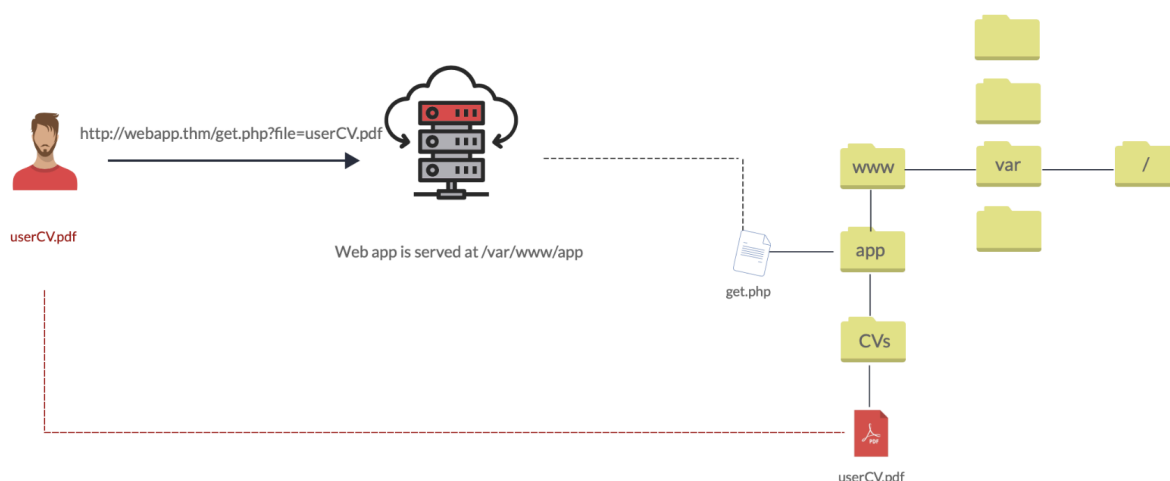 http://webapp.thm/get.php?file=userCV.pdf
userCV.pdf
Web app is served at /var/www/app
www
var
/
app
get.php
CVs
PDF
userCV.pdf